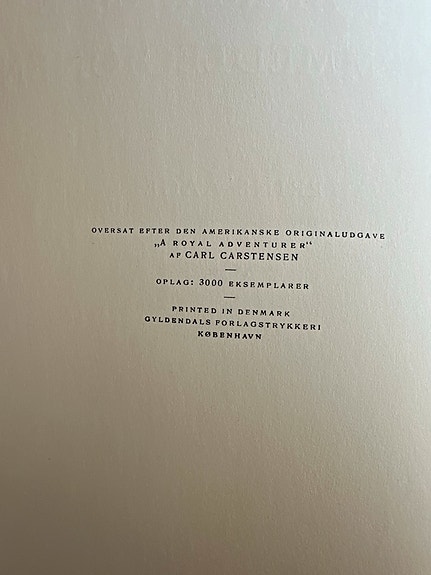 OVERSAT EFTER DEN AMERIKANSKE ORIGINALUDGAVE
„A ROYAL ADVENTURER“
AF CARL CARSTENSEN
—
OPLAG: 3000 EKSEMPLARER
—
PRINTED IN DENMARK
GYLDENDALS FORLAGSTRYKKERI
KØBENHAVN